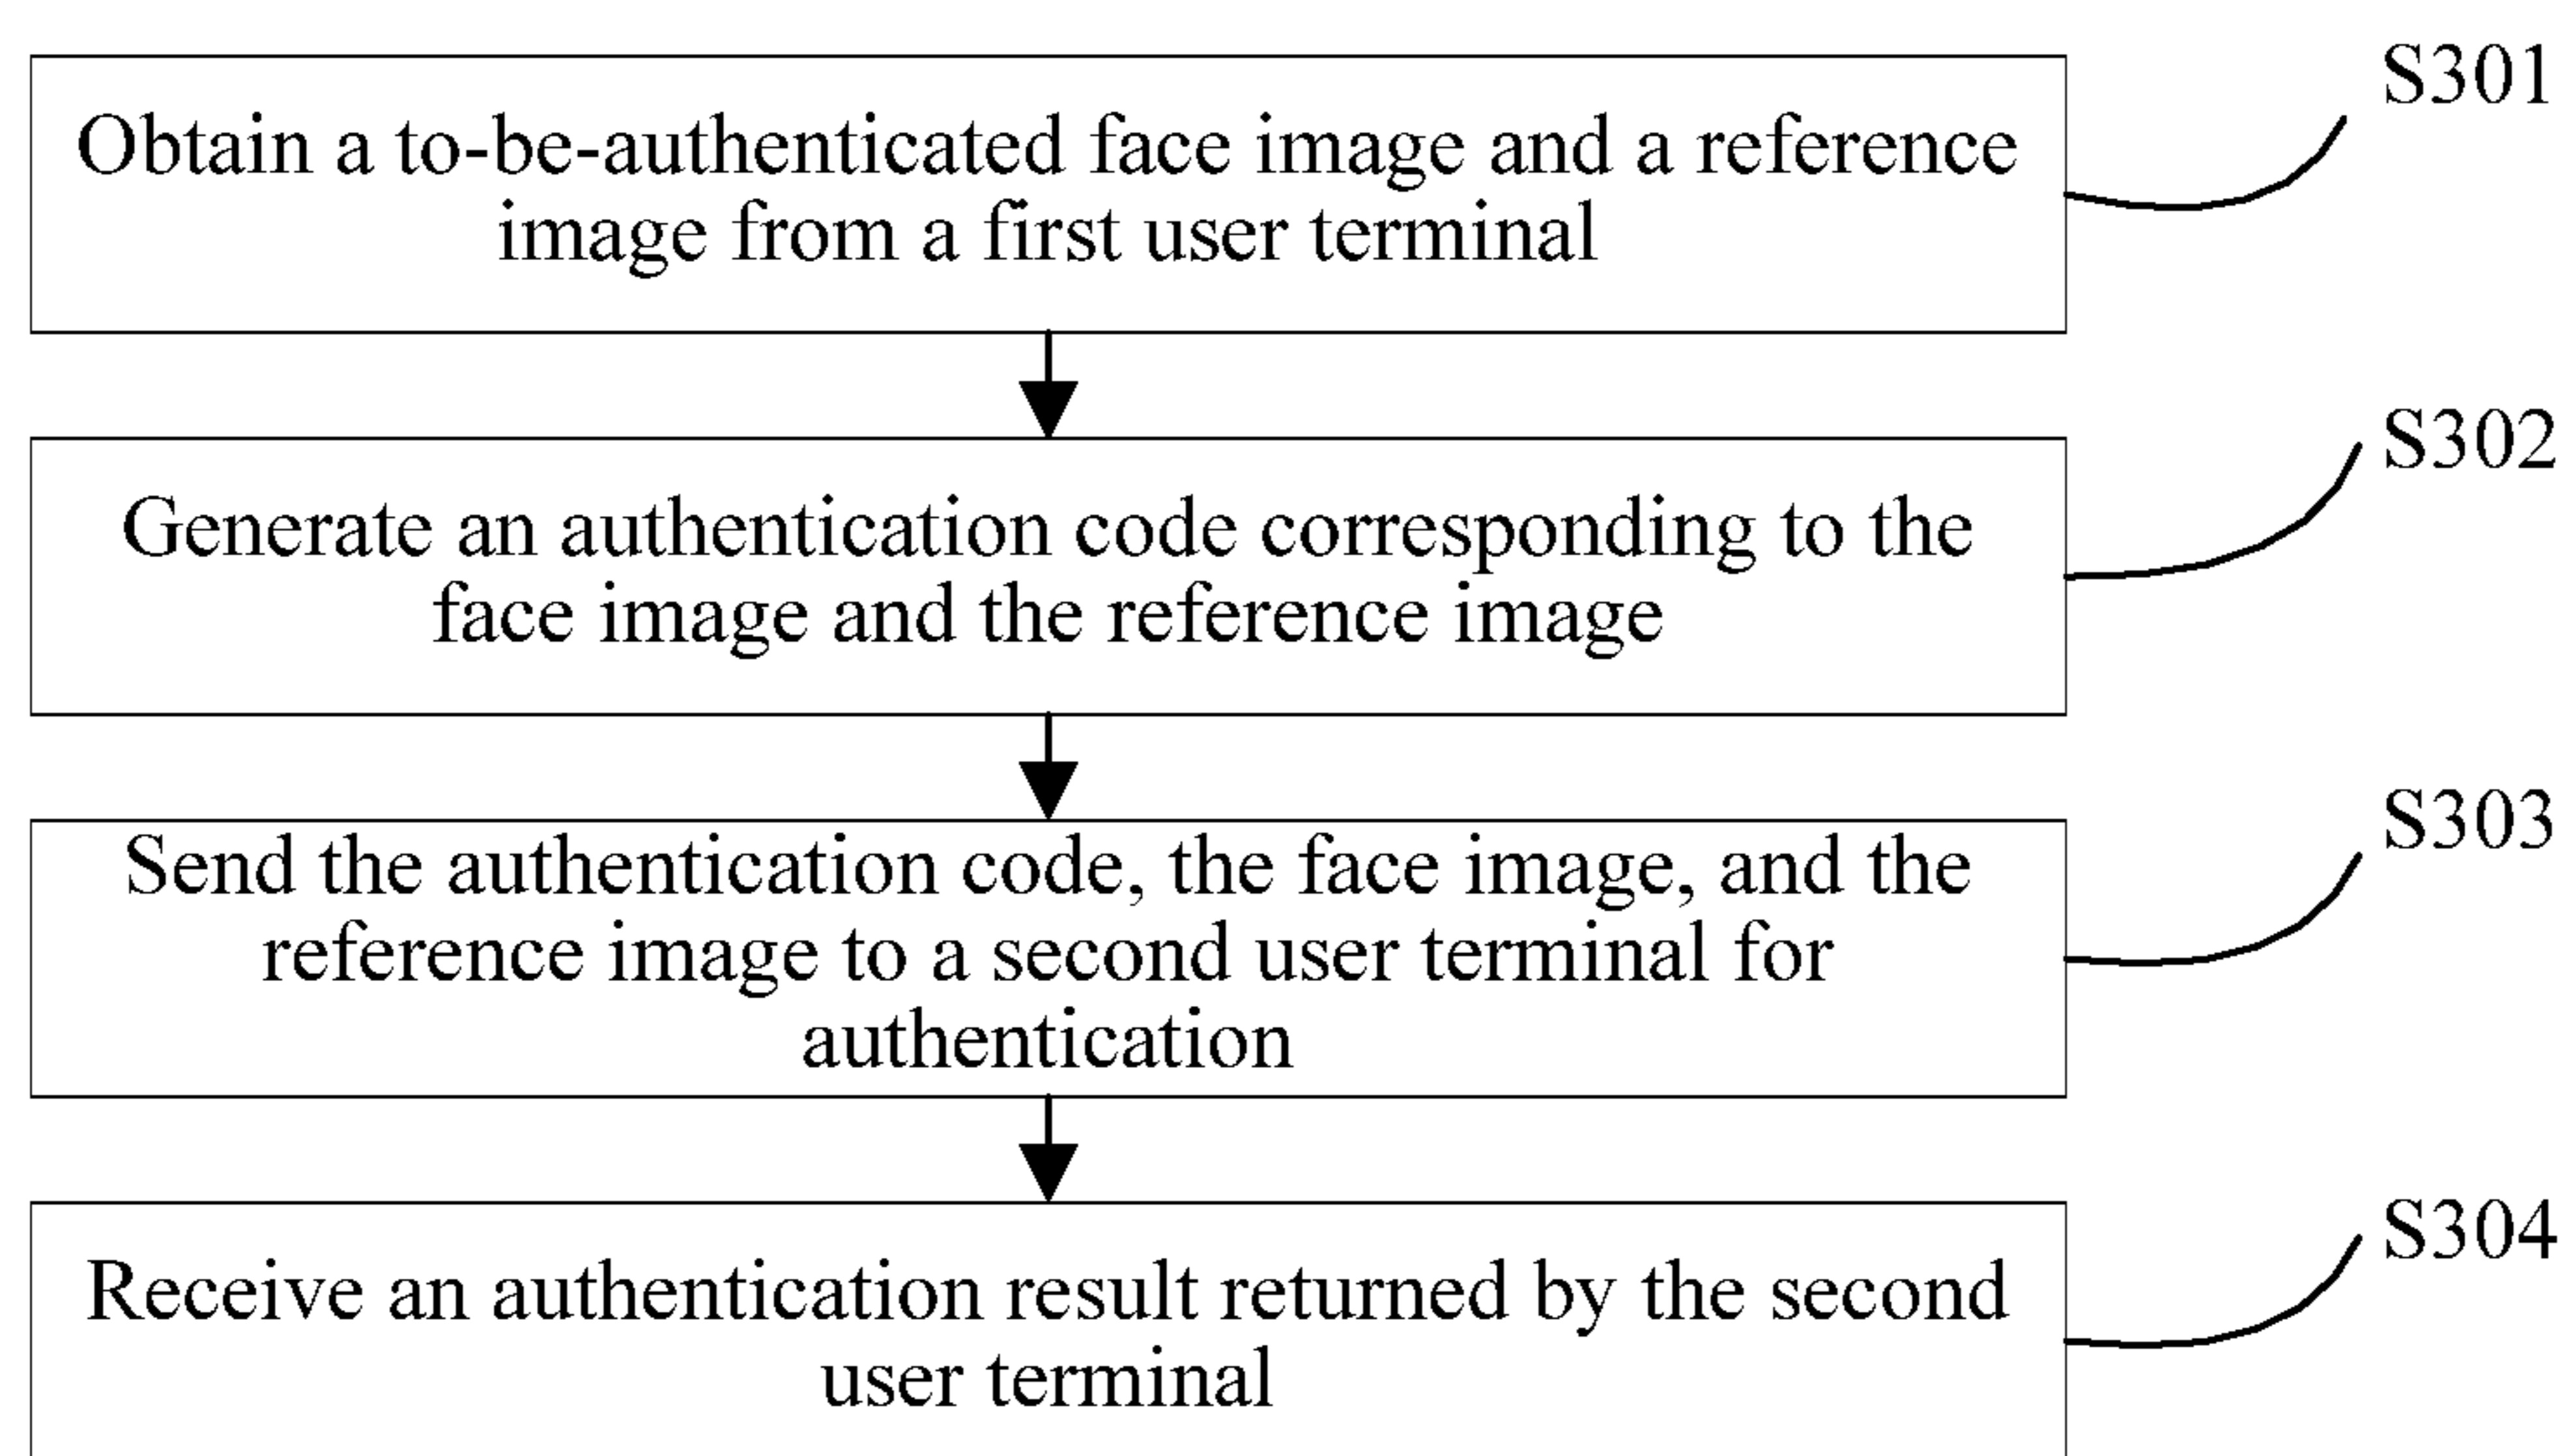 S301
Obtain a to-be-authenticated face image and a reference
image from a first user terminal
S302
Generate an authentication code corresponding to the
face image and the reference image
S303
Send the authentication code, the face image, and the
reference image to a second user terminal for
authentication
S304
Receive an authentication result returned by the second
user terminal